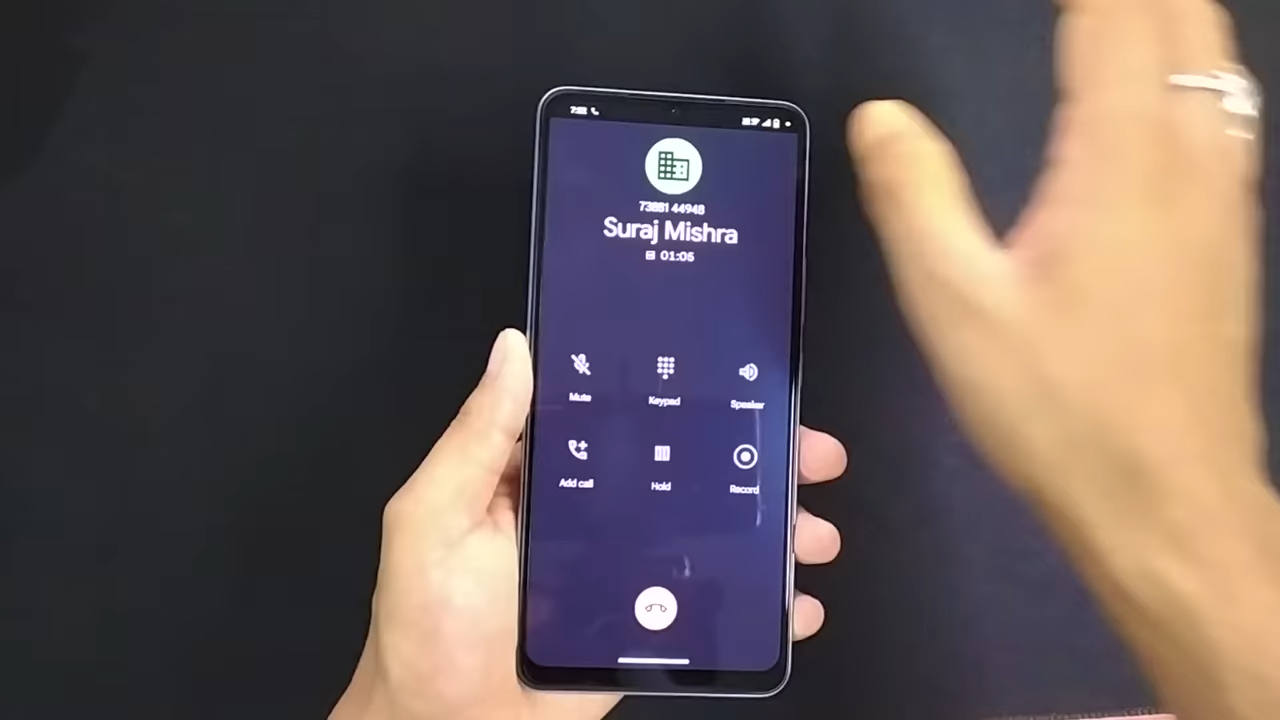 73881 44948
Suraj Mishra
01:05
Mute Keypad Speaker
Add call Hold Record